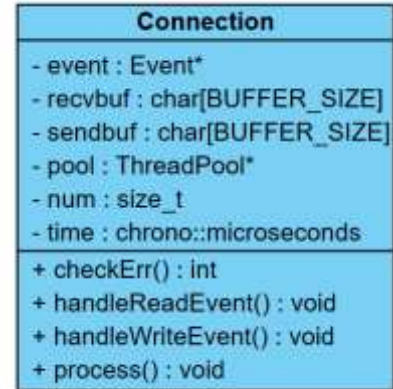 Connection
- event : Event*
- recvbuf : char[BUFFER_SIZE]
- sendbuf : char[BUFFER_SIZE]
- pool : ThreadPool*
- num : size_t
- time : chrono::microseconds
+ checkErr() : int
+ handleReadEvent() : void
+ handleWriteEvent() : void
+ process() : void